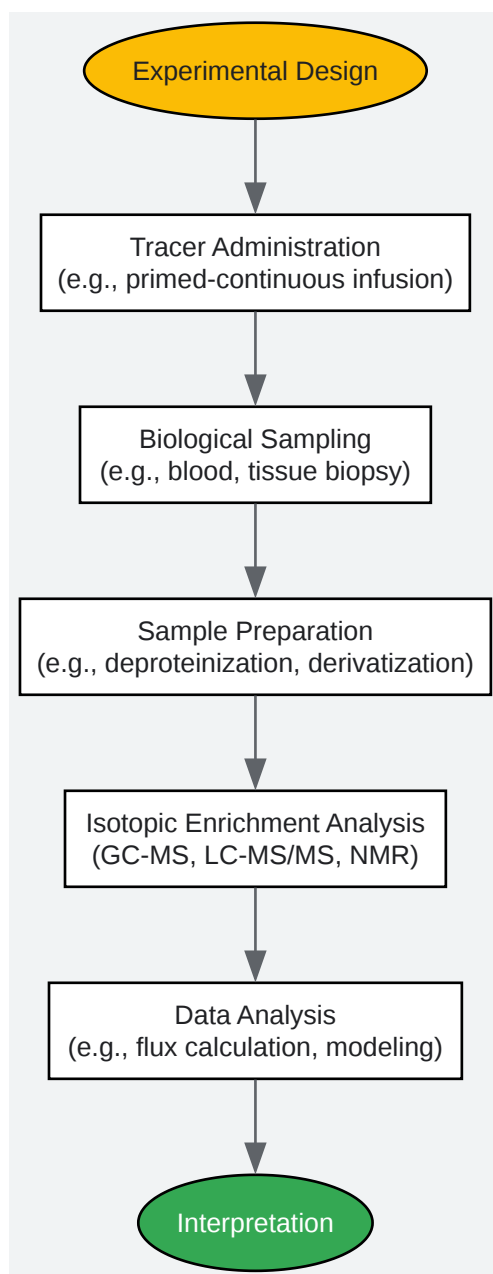 Experimental Design
Tracer Administration
(e.g., primed-continuous infusion)
Biological Sampling
(e.g., blood, tissue biopsy)
Sample Preparation
(e.g., deproteinization, derivatization)
Isotopic Enrichment Analysis
(GC-MS, LC-MS/MS, NMR)
Data Analysis
(e.g., flux calculation, modeling)
Interpretation